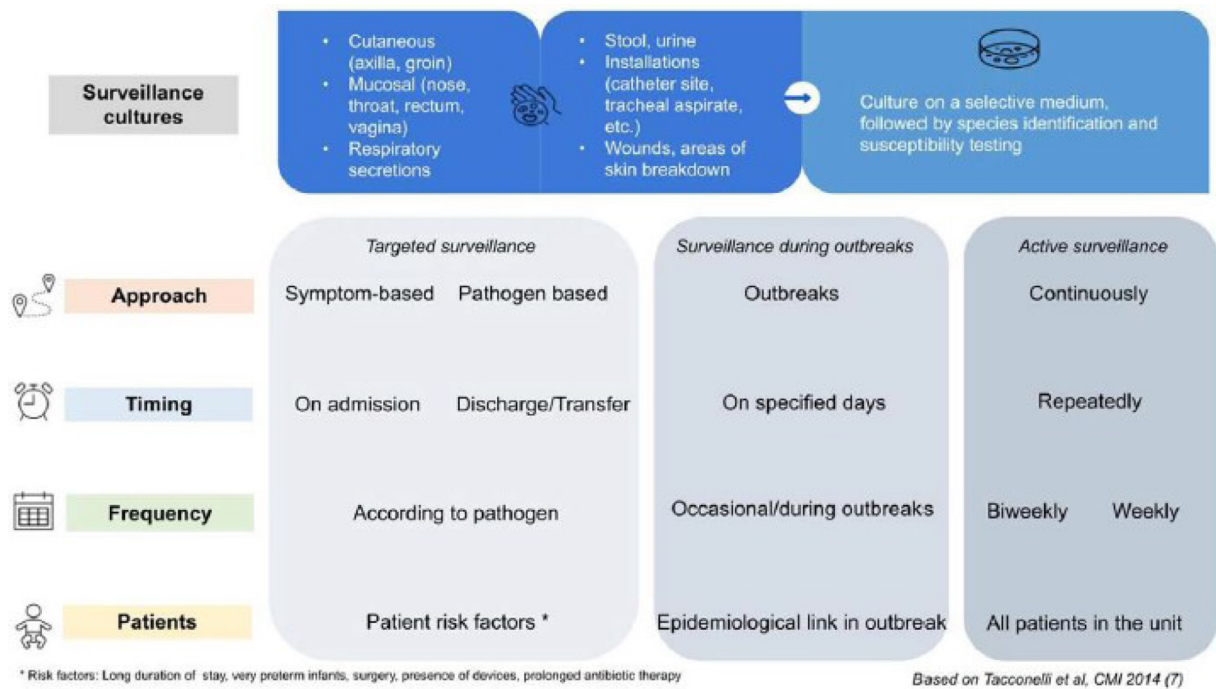 Surveillance
cultures
• Cutaneous
(axilla, groin)
• Mucosal (nose,
throat, rectum,
vagina)
• Respiratory
secretions
• Stool, urine
• Installations
(catheter site,
tracheal aspirate,
etc.)
• Wounds, areas of
skin breakdown
Culture on a selective medium,
followed by species identification and
susceptibility testing
Targeted surveillance
Surveillance during outbreaks
Active surveillance
Approach
Symptom-based
Pathogen based
Outbreaks
Continuously
Timing
On admission
Discharge/Transfer
On specified days
Repeatedly
Frequency
According to pathogen
Occasional/during outbreaks
Biweekly
Weekly
Patients
Patient risk factors *
Epidemiological link in outbreak
All patients in the unit
* Risk factors: Long duration of stay, very preterm infants, surgery, presence of devices, prolonged antibiotic therapy
Based on Tacconelli et al, CMI 2014 (7)